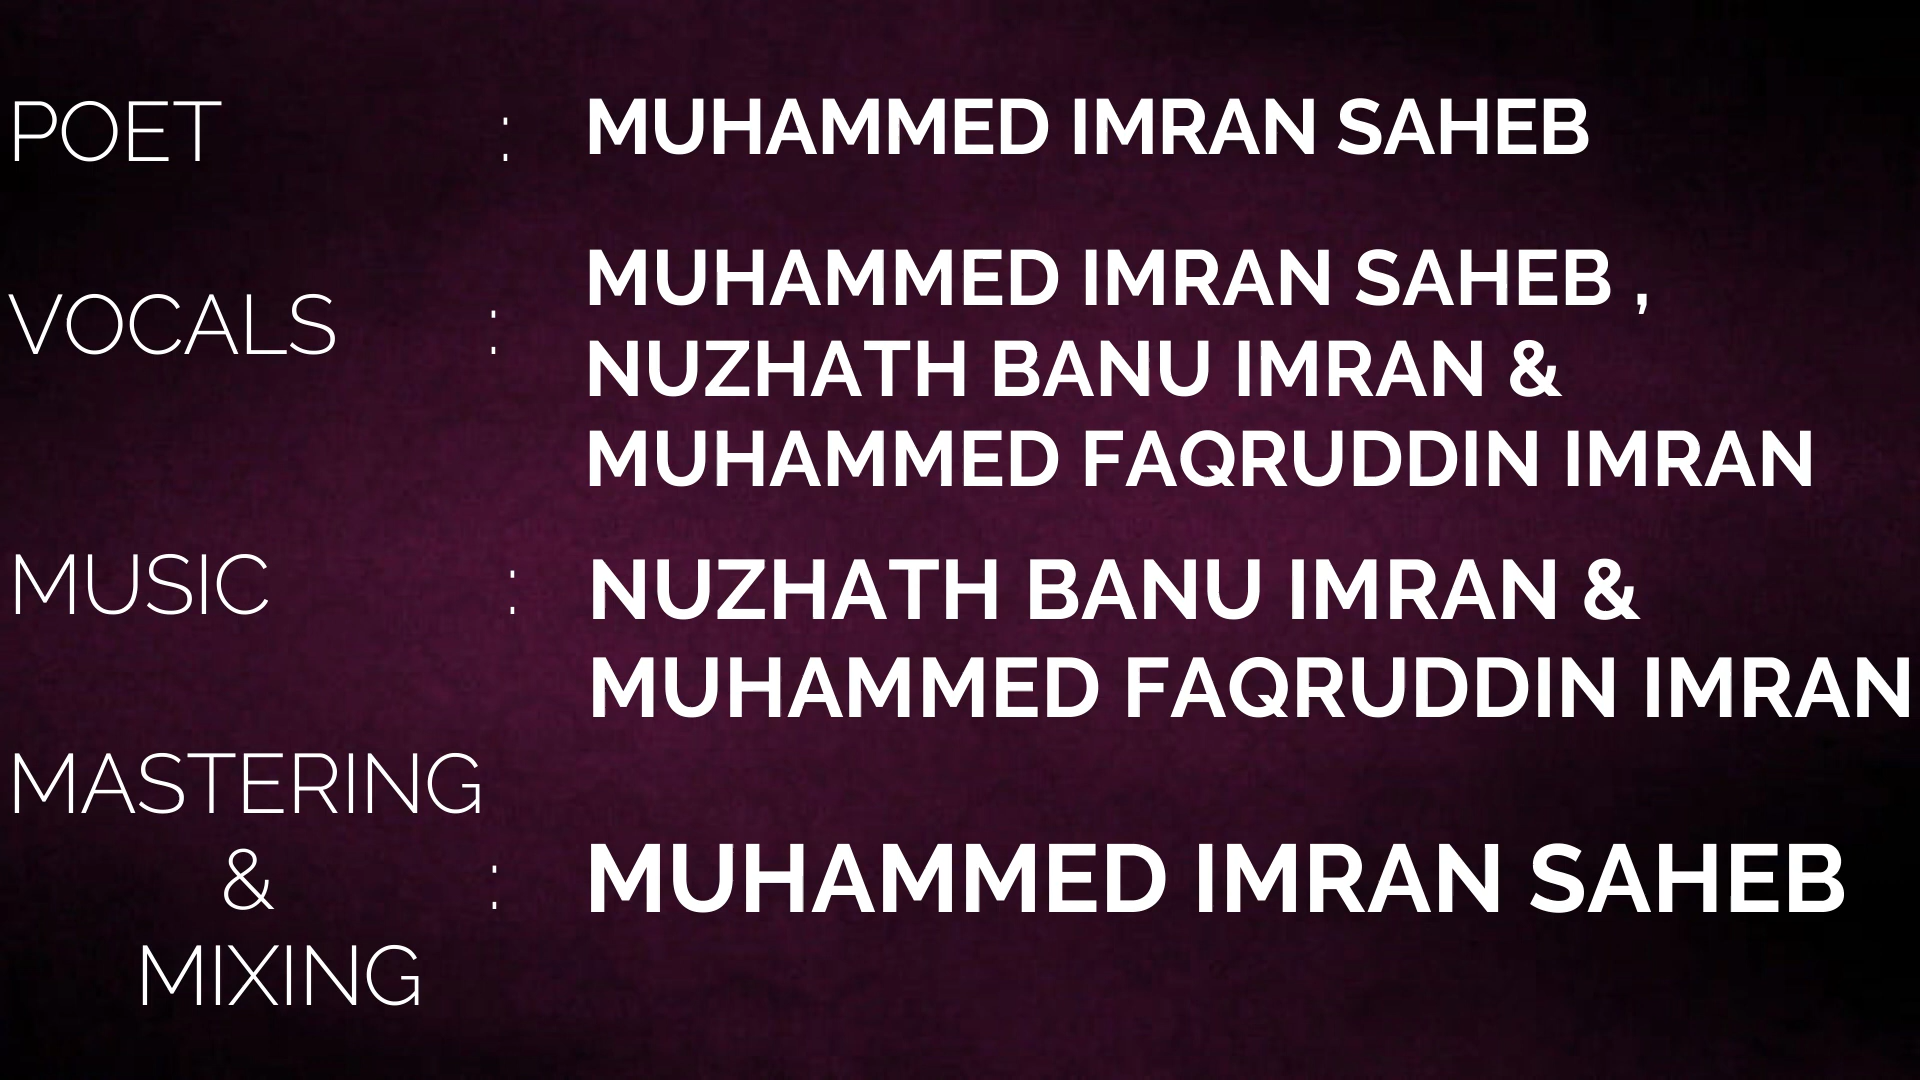 POET : MUHAMMED IMRAN SAHEB
VOCALS : MUHAMMED IMRAN SAHEB ,
NUZHATH BANU IMRAN &
MUHAMMED FAQRUDDIN IMRAN
MUSIC : NUZHATH BANU IMRAN &
MUHAMMED FAQRUDDIN IMRAN
MASTERING
& : MUHAMMED IMRAN SAHEB
MIXING